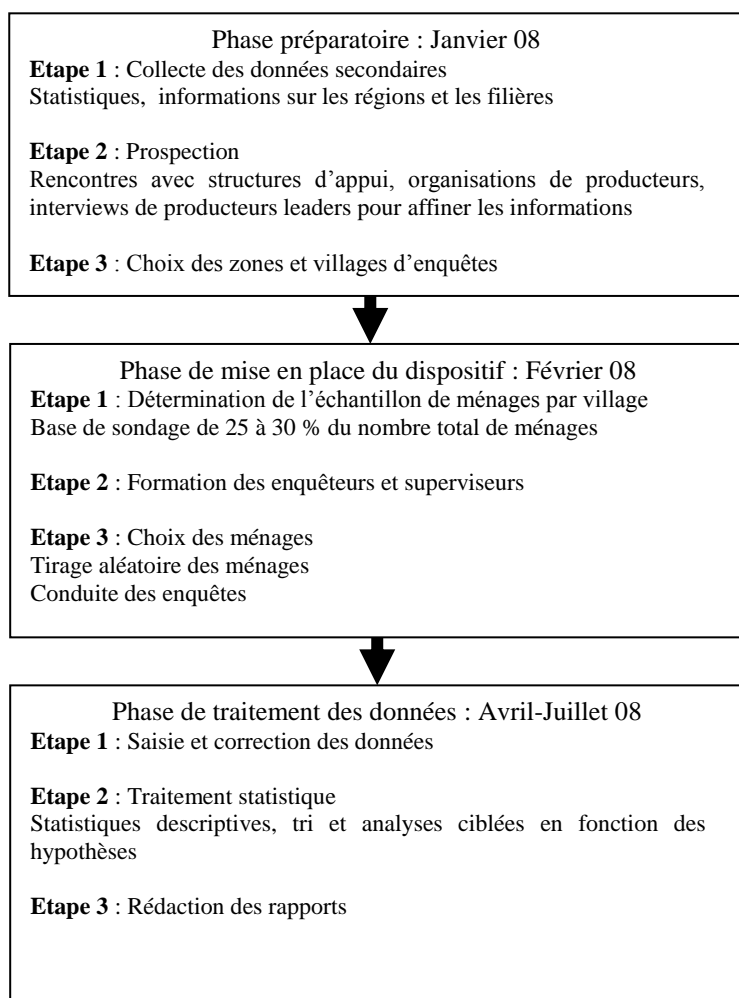 Phase préparatoire : Janvier 08
Etape 1 : Collecte des données secondaires
Statistiques, informations sur les régions et les filières
Etape 2 : Prospection
Rencontres avec structures d'appui, organisations de producteurs,
interviews de producteurs leaders pour affiner les informations
Etape 3 : Choix des zones et villages d'enquêtes
Phase de mise en place du dispositif : Février 08
Etape 1 : Détermination de l'échantillon de ménages par village
Base de sondage de 25 à 30 % du nombre total de ménages
Etape 2 : Formation des enquêteurs et superviseurs
Etape 3 : Choix des ménages
Tirage aléatoire des ménages
Conduite des enquêtes
Phase de traitement des données : Avril-Juillet 08
Etape 1 : Saisie et correction des données
Etape 2 : Traitement statistique
Statistiques descriptives, tri et analyses ciblées en fonction des
hypothèses
Etape 3 : Rédaction des rapports